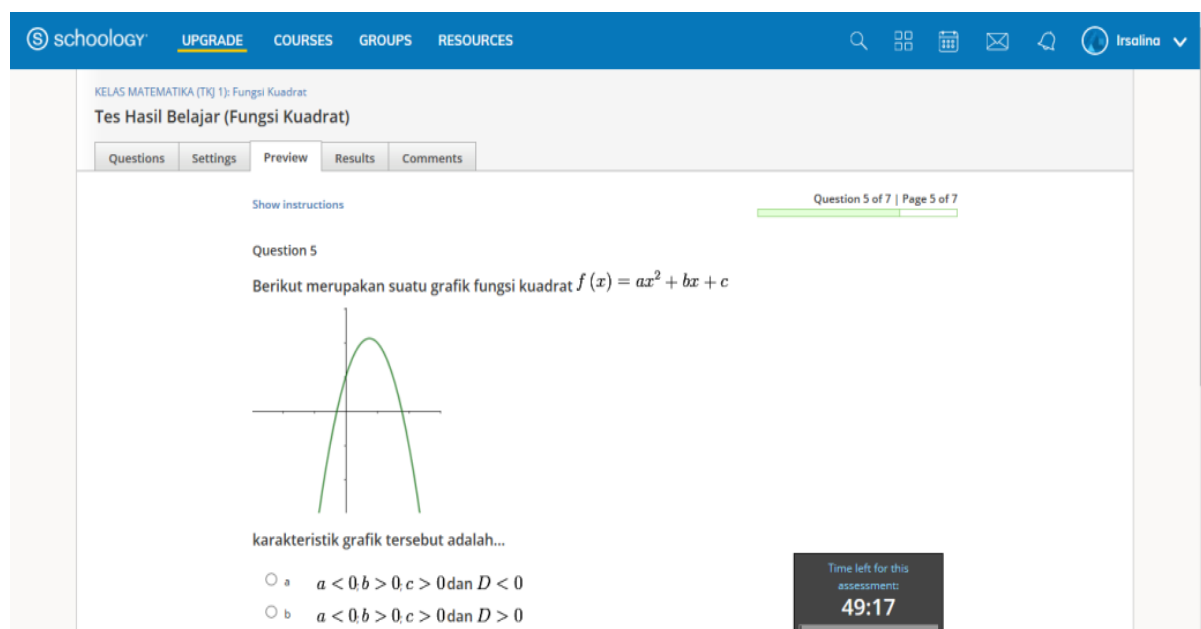 schoology UPGRADE COURSES GROUPS RESOURCES Irsalina
KELAS MATEMATIKA (TKJ 1): Fungsi Kuadrat
Tes Hasil Belajar (Fungsi Kuadrat)
Questions Settings Preview Results Comments
Show instructions Question 5 of 7 | Page 5 of 7
Question 5
Berikut merupakan suatu grafik fungsi kuadrat f (x) = ax² + bx + c
karakteristik grafik tersebut adalah...
a a < 0; b > 0; c > 0 dan D < 0
b a < 0; b > 0; c > 0 dan D > 0
Time left for this
assessment:
49:17